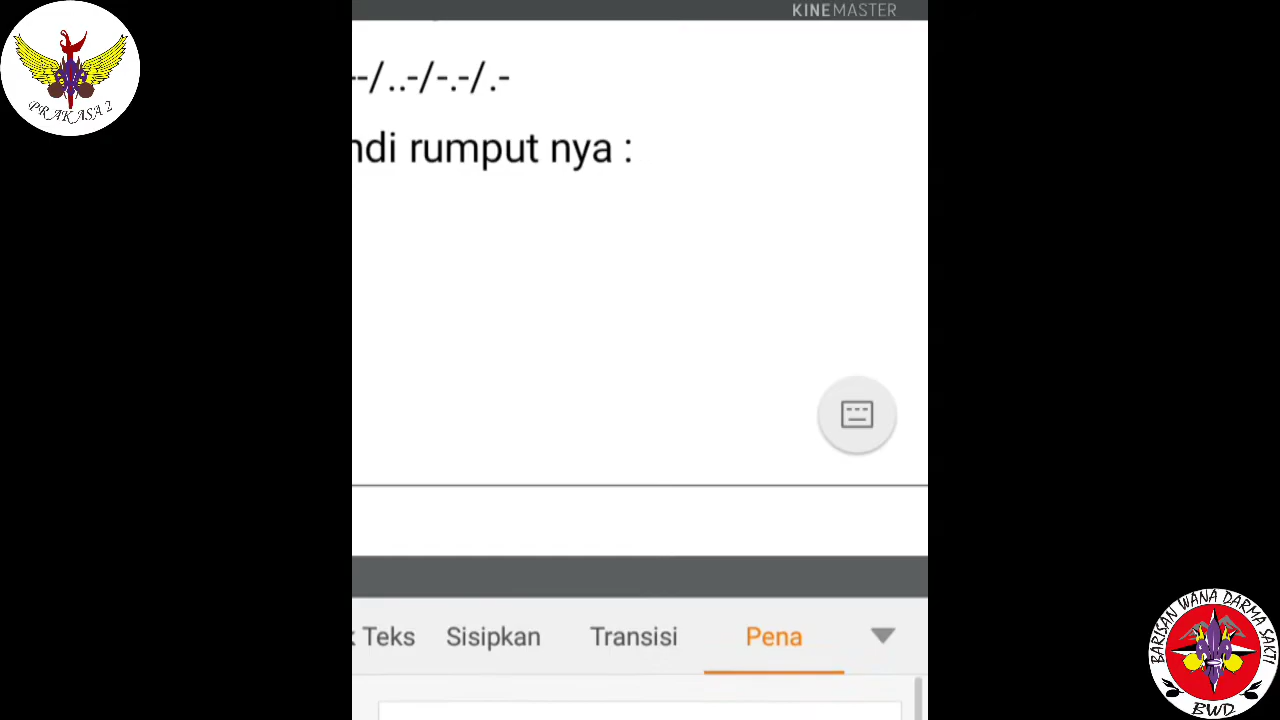 KINEMASTER
--/..-/-.-/.-
ndi rumput nya :
Teks Sisipkan Transisi Pena
PRAKASA 2
BARISAN WANA DARMA SAKTI
BWD.